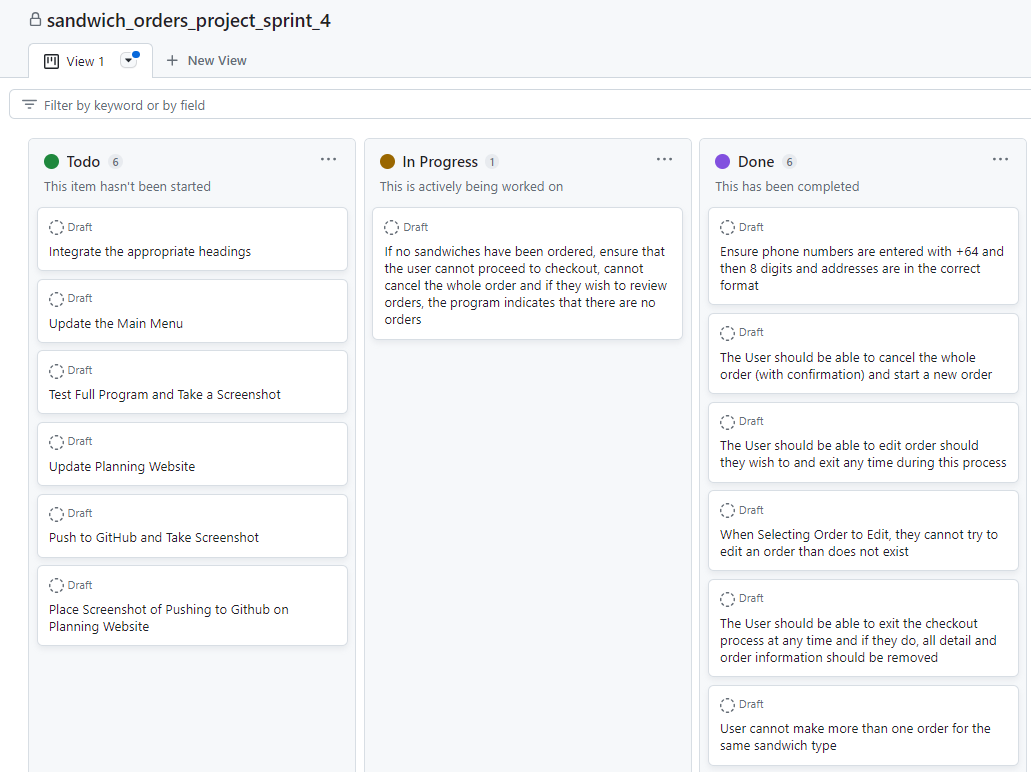 sandwich_orders_project_sprint_4
View 1
New View
Filter by keyword or by field
Todo 6
This item hasn't been started
Draft
Integrate the appropriate headings
Draft
Update the Main Menu
Draft
Test Full Program and Take a Screenshot
Draft
Update Planning Website
Draft
Push to GitHub and Take Screenshot
Draft
Place Screenshot of Pushing to Github on
Planning Website
In Progress 1
This is actively being worked on
Draft
If no sandwiches have been ordered, ensure that
the user cannot proceed to checkout, cannot
cancel the whole order and if they wish to review
orders, the program indicates that there are no
orders
Done 6
This has been completed
Draft
Ensure phone numbers are entered with +64 and
then 8 digits and addresses are in the correct
format
Draft
The User should be able to cancel the whole
order (with confirmation) and start a new order
Draft
The User should be able to edit order should
they wish to and exit any time during this process
Draft
When Selecting Order to Edit, they cannot try to
edit an order than does not exist
Draft
The User should be able to exit the checkout
process at any time and if they do, all detail and
order information should be removed
Draft
User cannot make more than one order for the
same sandwich type